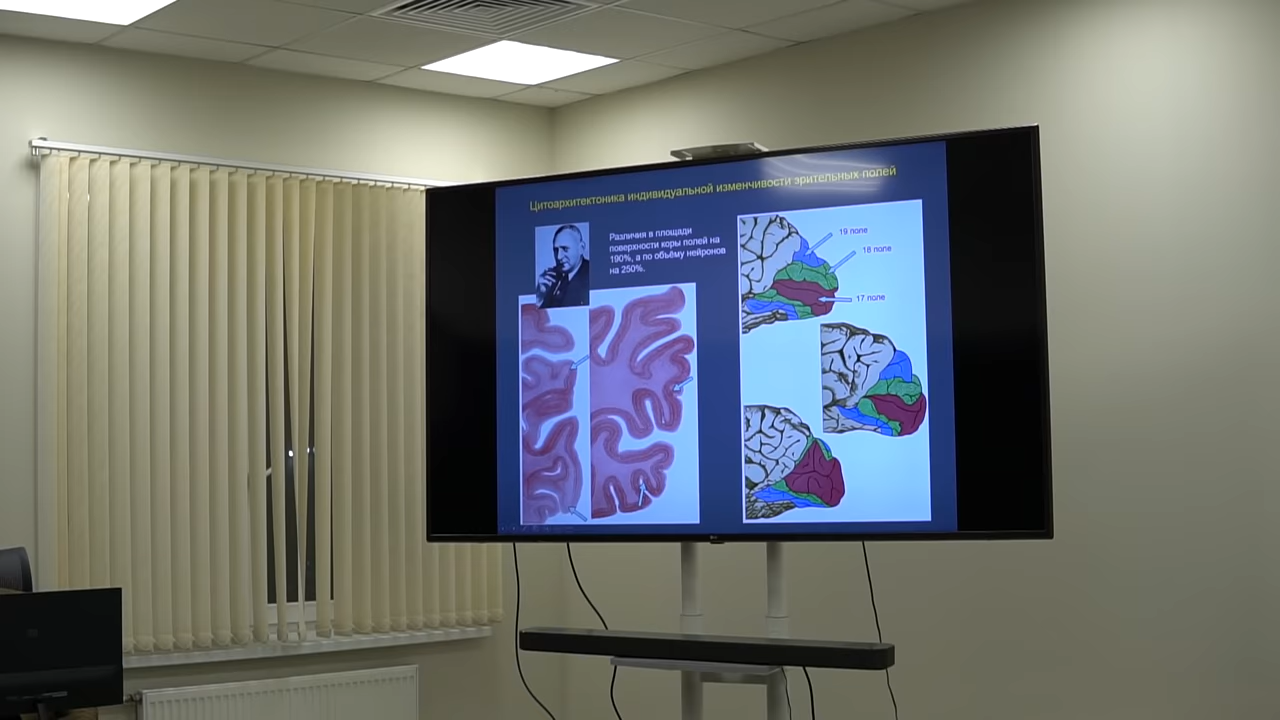 Цитоархитектоника индивидуальной изменчивости зрительных полей
Различия в площади
поверхности коры полей на
190%, а по объёму нейронов
на 250%.
19 поле
18 поле
17 поле